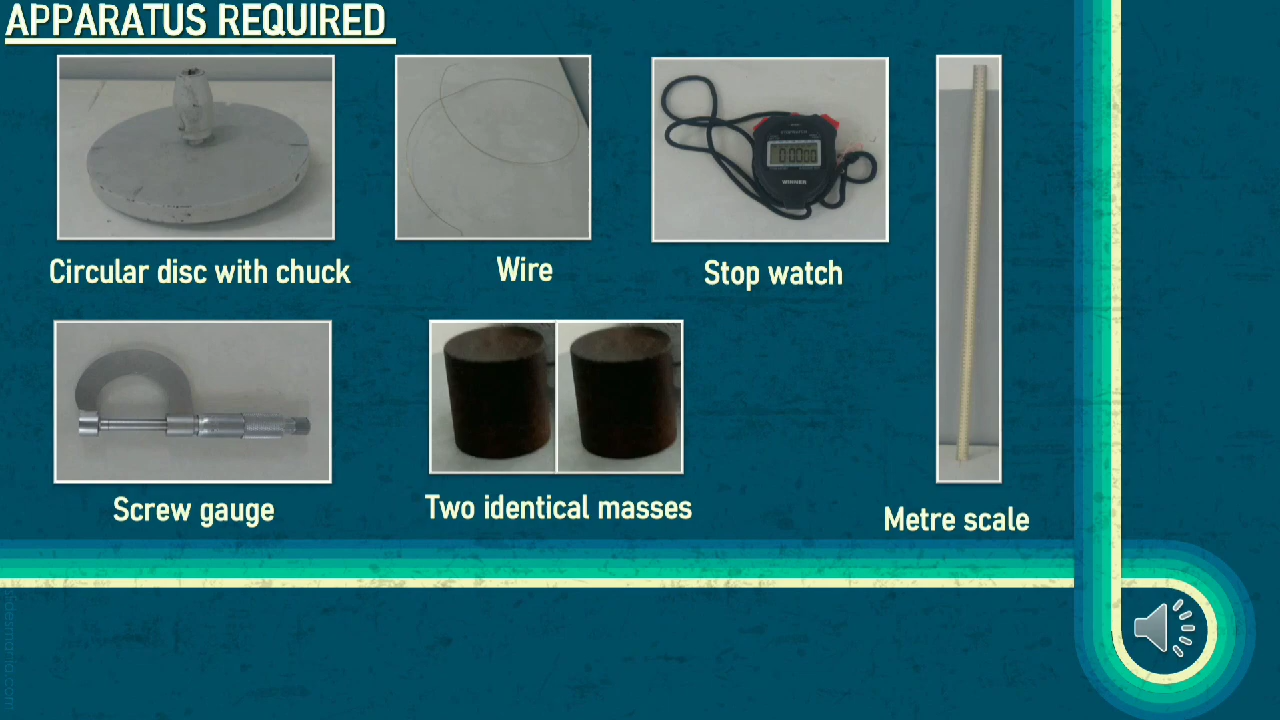 APPARATUS REQUIRED
Circular disc with chuck
Wire
Stop watch
Screw gauge
Two identical masses
Metre scale